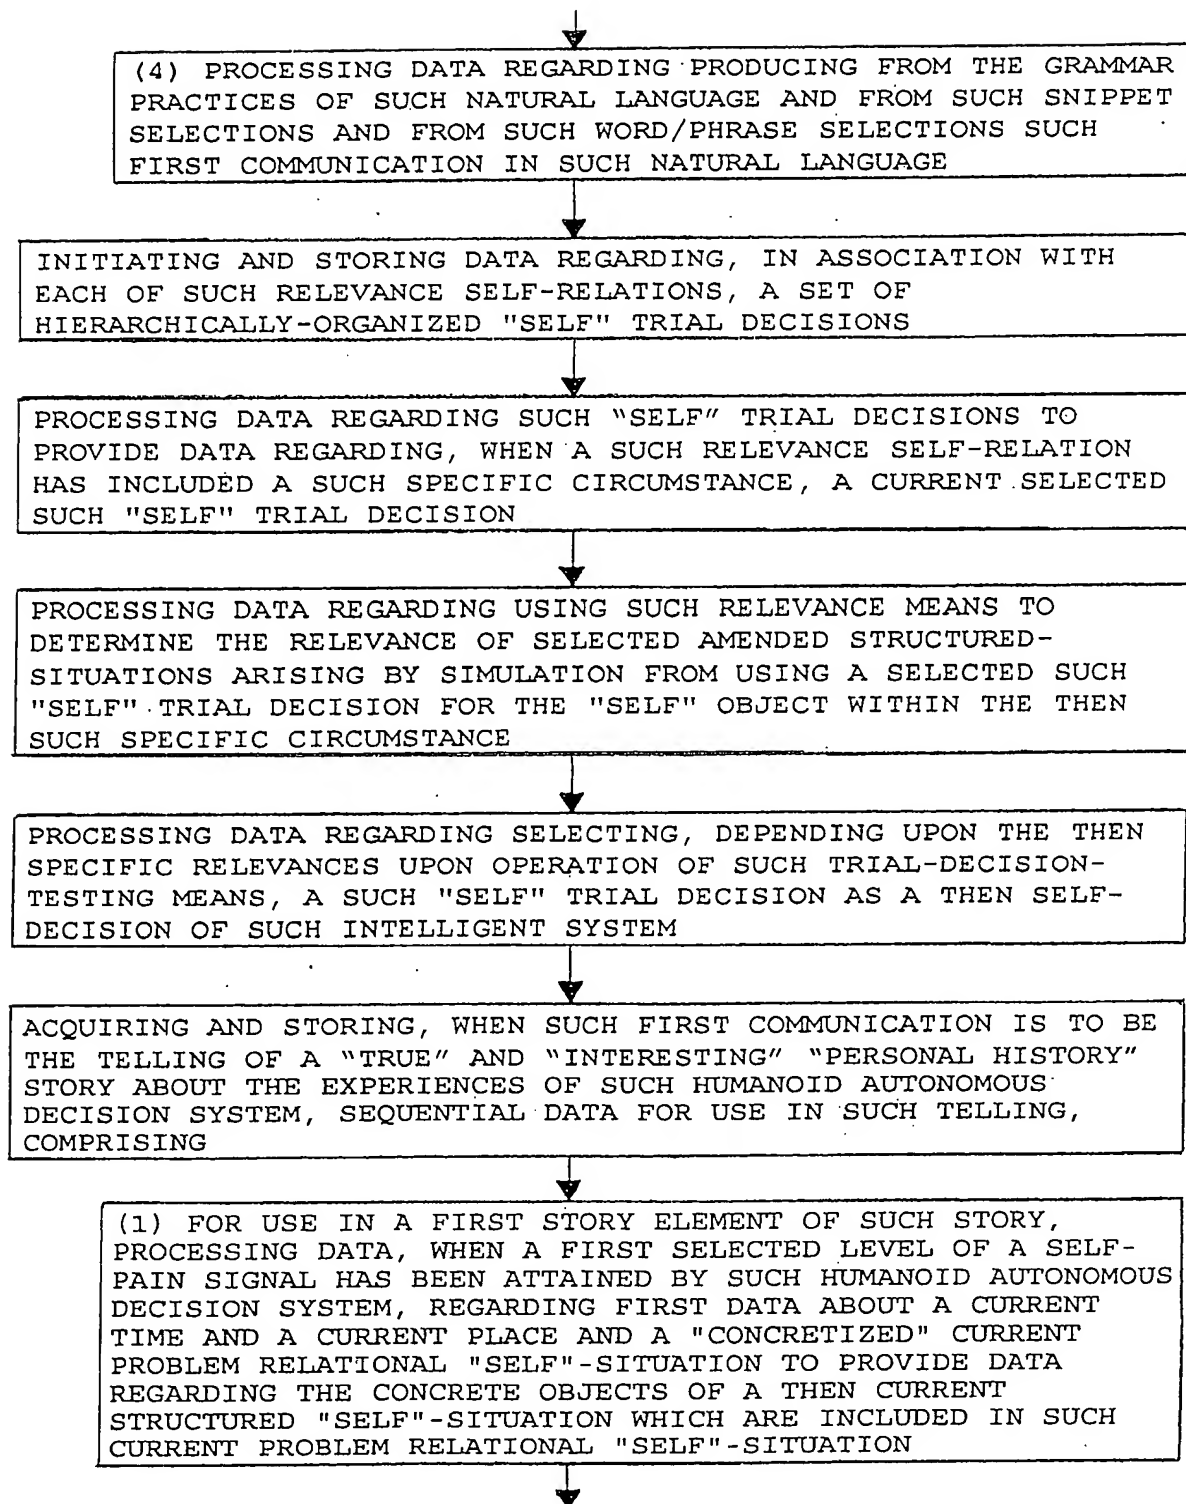 (4) PROCESSING DATA REGARDING PRODUCING FROM THE GRAMMAR
PRACTICES OF SUCH NATURAL LANGUAGE AND FROM SUCH SNIPPET
SELECTIONS AND FROM SUCH WORD/PHRASE SELECTIONS SUCH
FIRST COMMUNICATION IN SUCH NATURAL LANGUAGE
INITIATING AND STORING DATA REGARDING, IN ASSOCIATION WITH
EACH OF SUCH RELEVANCE SELF-RELATIONS, A SET OF
HIERARCHICALLY-ORGANIZED "SELF" TRIAL DECISIONS
PROCESSING DATA REGARDING SUCH "SELF" TRIAL DECISIONS TO
PROVIDE DATA REGARDING, WHEN A SUCH RELEVANCE SELF-RELATION
HAS INCLUDED A SUCH SPECIFIC CIRCUMSTANCE, A CURRENT SELECTED
SUCH "SELF" TRIAL DECISION
PROCESSING DATA REGARDING USING SUCH RELEVANCE MEANS TO
DETERMINE THE RELEVANCE OF SELECTED AMENDED STRUCTURED-
SITUATIONS ARISING BY SIMULATION FROM USING A SELECTED SUCH
"SELF" TRIAL DECISION FOR THE "SELF" OBJECT WITHIN THE THEN
SUCH SPECIFIC CIRCUMSTANCE
PROCESSING DATA REGARDING SELECTING, DEPENDING UPON THE THEN
SPECIFIC RELEVANCES UPON OPERATION OF SUCH TRIAL-DECISION-
TESTING MEANS, A SUCH "SELF" TRIAL DECISION AS A THEN SELF-
DECISION OF SUCH INTELLIGENT SYSTEM
ACQUIRING AND STORING, WHEN SUCH FIRST COMMUNICATION IS TO BE
THE TELLING OF A "TRUE" AND "INTERESTING" "PERSONAL HISTORY"
STORY ABOUT THE EXPERIENCES OF SUCH HUMANOID AUTONOMOUS
DECISION SYSTEM, SEQUENTIAL DATA FOR USE IN SUCH TELLING,
COMPRISING
(1) FOR USE IN A FIRST STORY ELEMENT OF SUCH STORY,
PROCESSING DATA, WHEN A FIRST SELECTED LEVEL OF A SELF-
PAIN SIGNAL HAS BEEN ATTAINED BY SUCH HUMANOID AUTONOMOUS
DECISION SYSTEM, REGARDING FIRST DATA ABOUT A CURRENT
TIME AND A CURRENT PLACE AND A "CONCRETIZED" CURRENT
PROBLEM RELATIONAL "SELF"-SITUATION TO PROVIDE DATA
REGARDING THE CONCRETE OBJECTS OF A THEN CURRENT
STRUCTURED "SELF"-SITUATION WHICH ARE INCLUDED IN SUCH
CURRENT PROBLEM RELATIONAL "SELF"-SITUATION